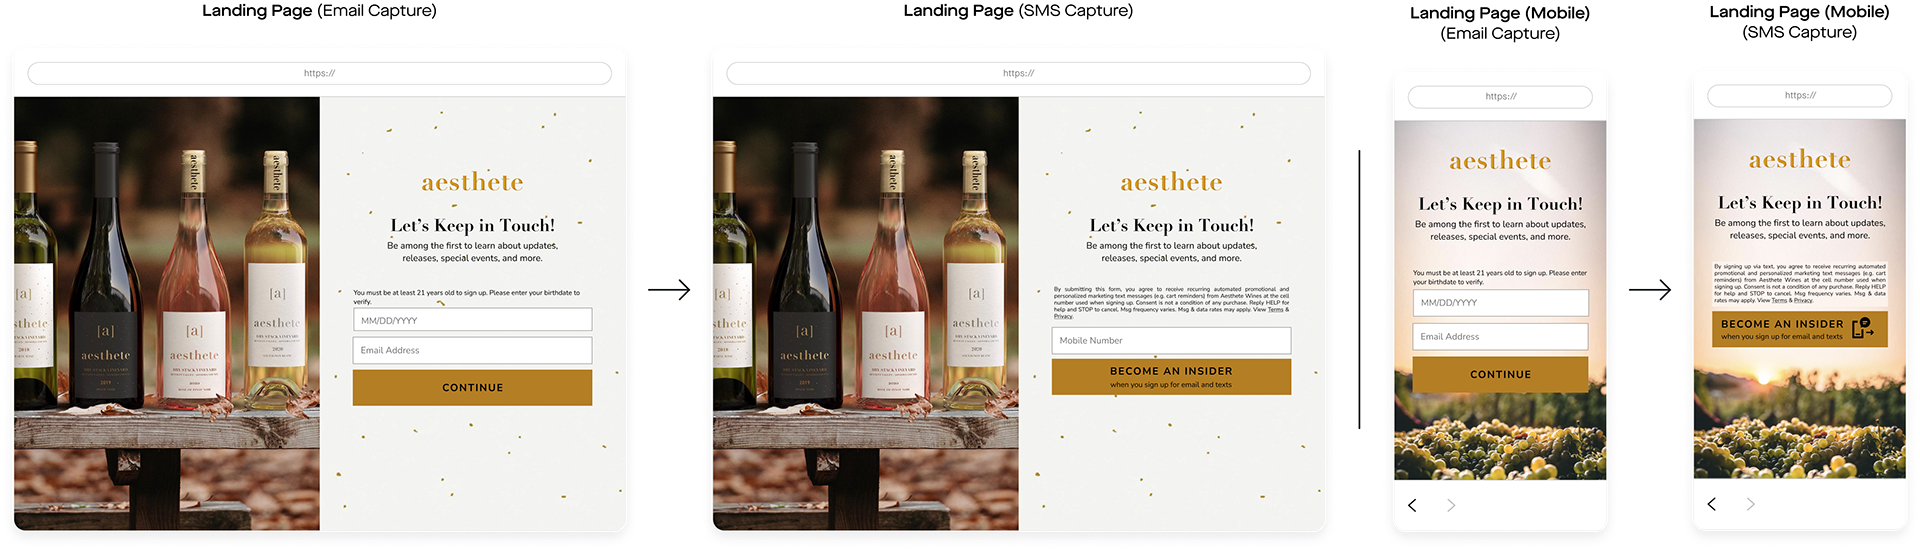 Landing Page (Email Capture)
https://
aesthete
Let's Keep in Touch!
Be among the first to learn about updates,
releases, special events, and more.
You must be at least 21 years old to sign up. Please enter your birthdate to
verify.
MM/DD/YYYY
Email Address
CONTINUE
[a]
aesthete
2019
[a]
aesthete
[a]
aesthete
2020
Landing Page (SMS Capture)
https://
aesthete
Let's Keep in Touch!
Be among the first to learn about updates,
releases, special events, and more.
By submitting this form, you agree to receive recurring automated promotional and
personalized marketing text messages (e.g. cart reminders) from Aesthete Wines at the cell
number used when signing up. Consent is not a condition of any purchase. Reply HELP for
help and STOP to cancel. Msg frequency varies. Msg & data rates may apply. View Terms &
Privacy.
Mobile Number
BECOME AN INSIDER
when you sign up for email and texts
[a]
aesthete
2019
[a]
aesthete
[a]
aesthete
2020
Landing Page (Mobile)
(Email Capture)
https://
aesthete
Let's Keep in Touch!
Be among the first to learn about updates,
releases, special events, and more.
You must be at least 21 years old to sign up. Please enter
your birthdate to verify.
MM/DD/YYYY
Email Address
CONTINUE
Landing Page (Mobile)
(SMS Capture)
https://
aesthete
Let's Keep in Touch!
Be among the first to learn about updates,
releases, special events, and more.
By signing up via text, you agree to receive recurring automated
promotional and personalized marketing text messages (e.g. cart
reminders) from Aesthete Wines at the cell number used when
signing up. Consent is not a condition of any purchase. Reply HELP
for help and STOP to cancel. Msg frequency varies. Msg & data
rates may apply. View Terms & Privacy.
BECOME AN INSIDER
when you sign up for email and texts